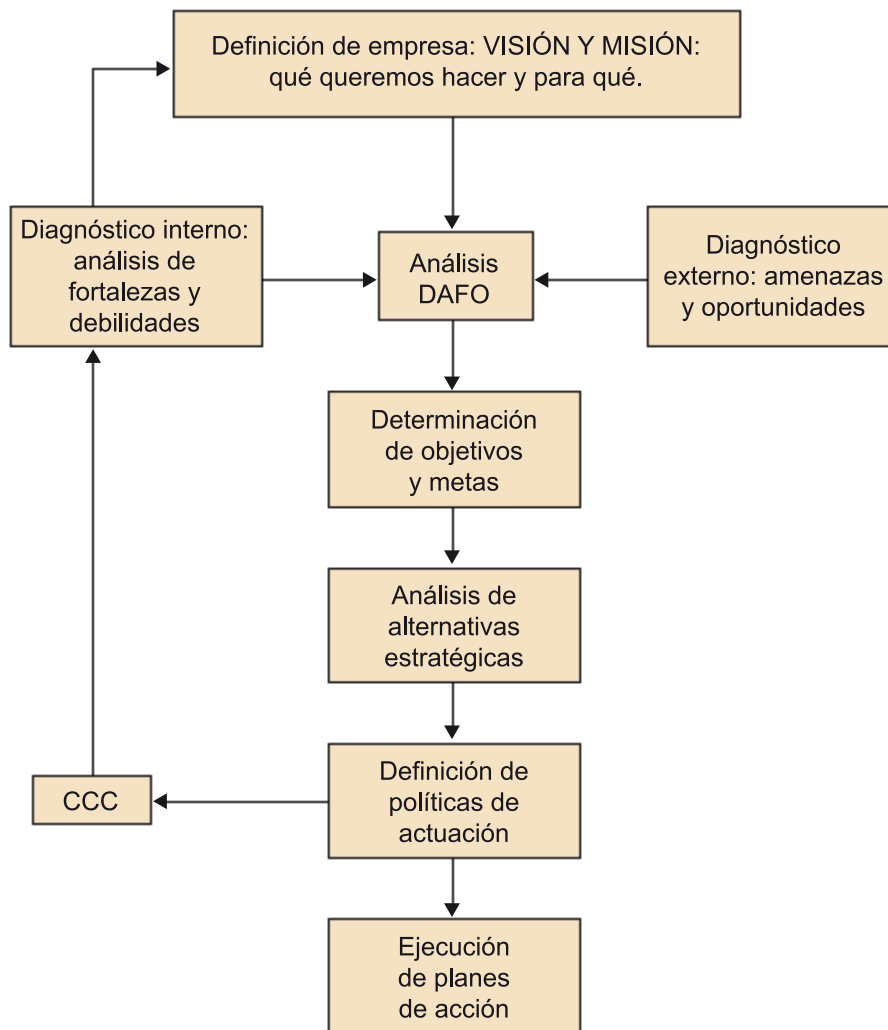 Definición de empresa: VISIÓN Y MISIÓN:
qué queremos hacer y para qué.
Diagnóstico interno:
análisis de
fortalezas y
debilidades
Análisis
DAFO
Diagnóstico
externo: amenazas
y oportunidades
Determinación
de objetivos
y metas
Análisis de
alternativas
estratégicas
CCC
Definición de
políticas de
actuación
Ejecución
de planes
de acción